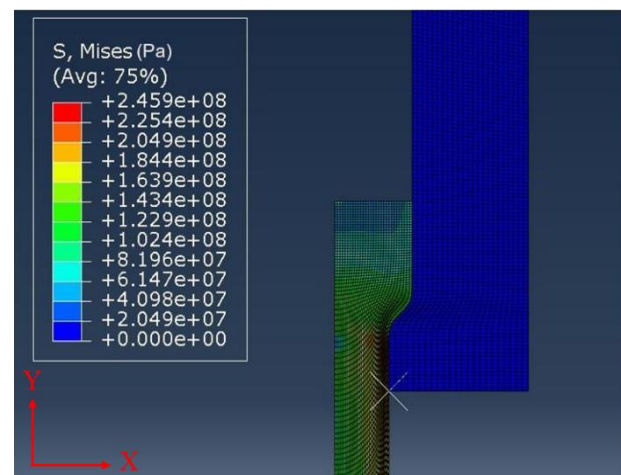 S, Mises (Pa)
(Avg: 75%)
+2.459e+08
+2.254e+08
+2.049e+08
+1.844e+08
+1.639e+08
+1.434e+08
+1.229e+08
+1.024e+08
+8.196e+07
+6.147e+07
+4.098e+07
+2.049e+07
+0.000e+00
Y
X